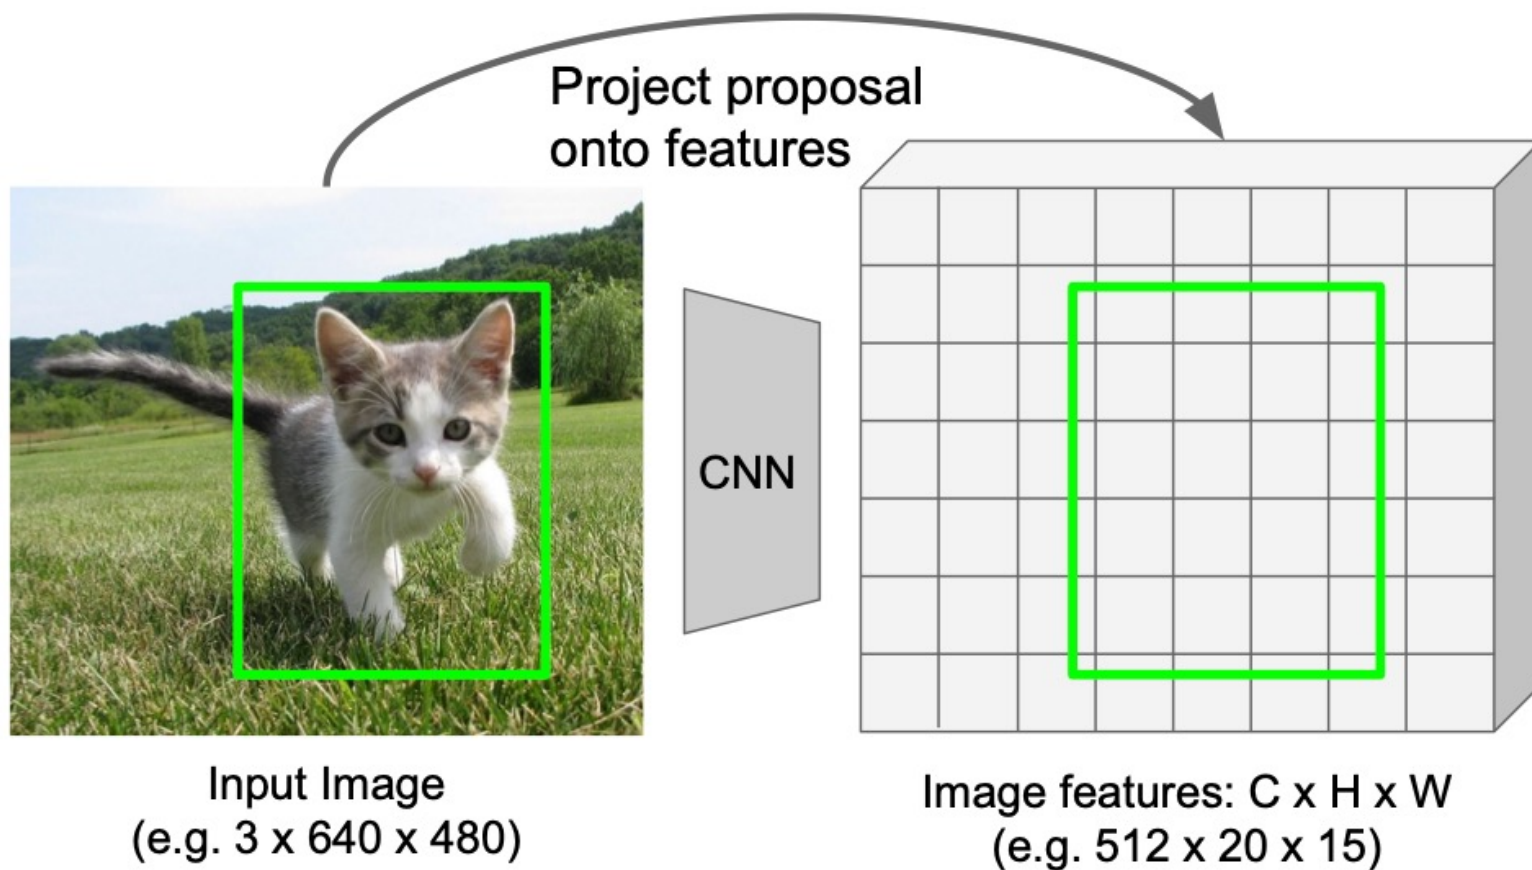 Project proposal
onto features
CNN
Input Image
(e.g. 3 x 640 x 480)
Image features: C x H x W
(e.g. 512 x 20 x 15)